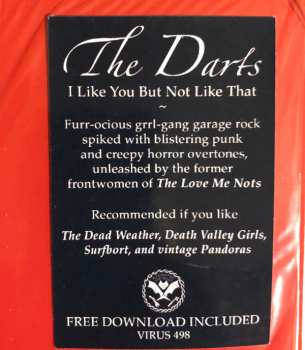 The Darts
I Like You But Not Like That
~
Furr-ocious grrl-gang garage rock
spiked with blistering punk
and creepy horror overtones,
unleashed by the former
frontwomen of The Love Me Nots
Recommended if you like
The Dead Weather, Death Valley Girls,
Surfbort, and vintage Pandoras
FREE DOWNLOAD INCLUDED
VIRUS 498